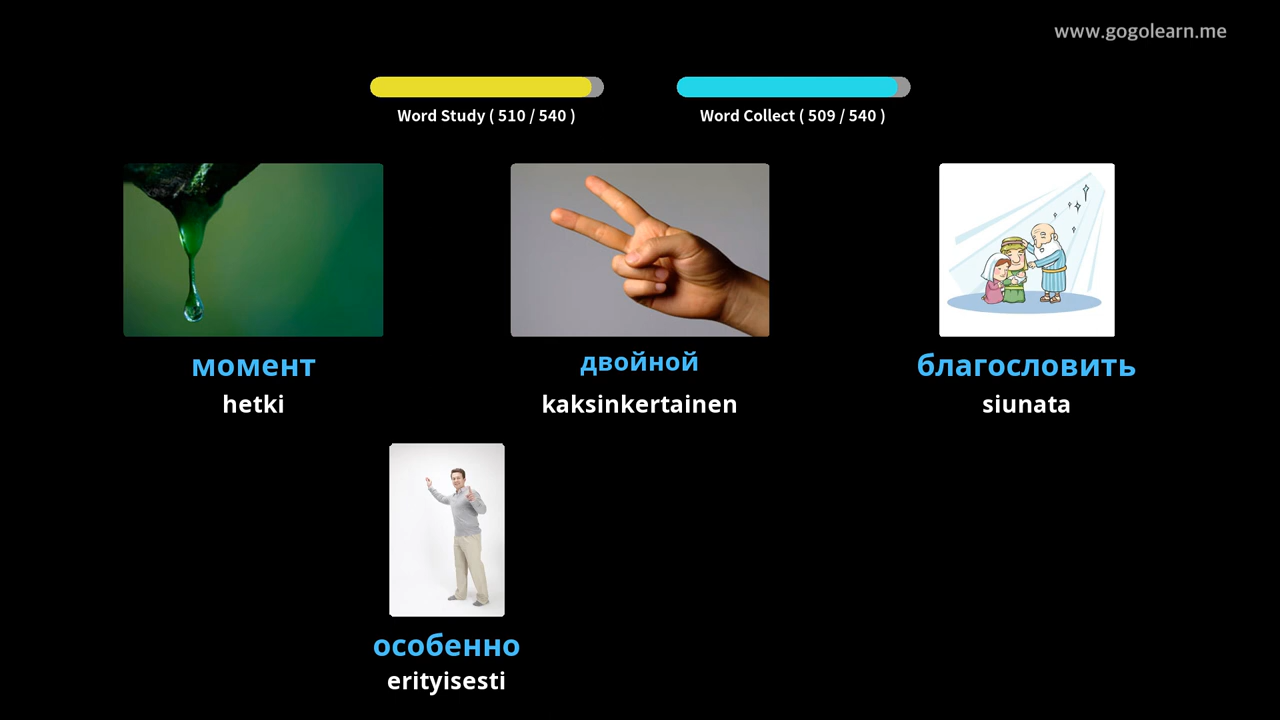 www.gogolearn.me
Word Study ( 510 / 540 )
Word Collect ( 509 / 540 )
момент
двойной
благословить
hetki
kaksinkertainen
siunata
особенно
erityisesti